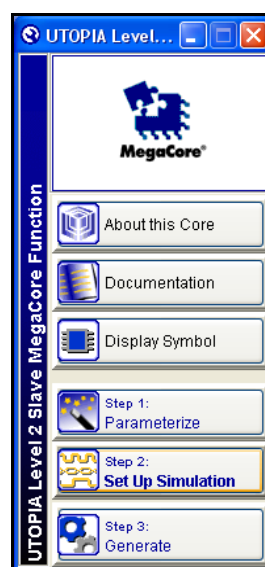 UTOPIA Level...
MegaCore®
UTOPIA Level 2 Slave MegaCore Function
About this Core
Documentation
Display Symbol
Step 1:
Parameterize
Step 2:
Set Up Simulation
Step 3:
Generate